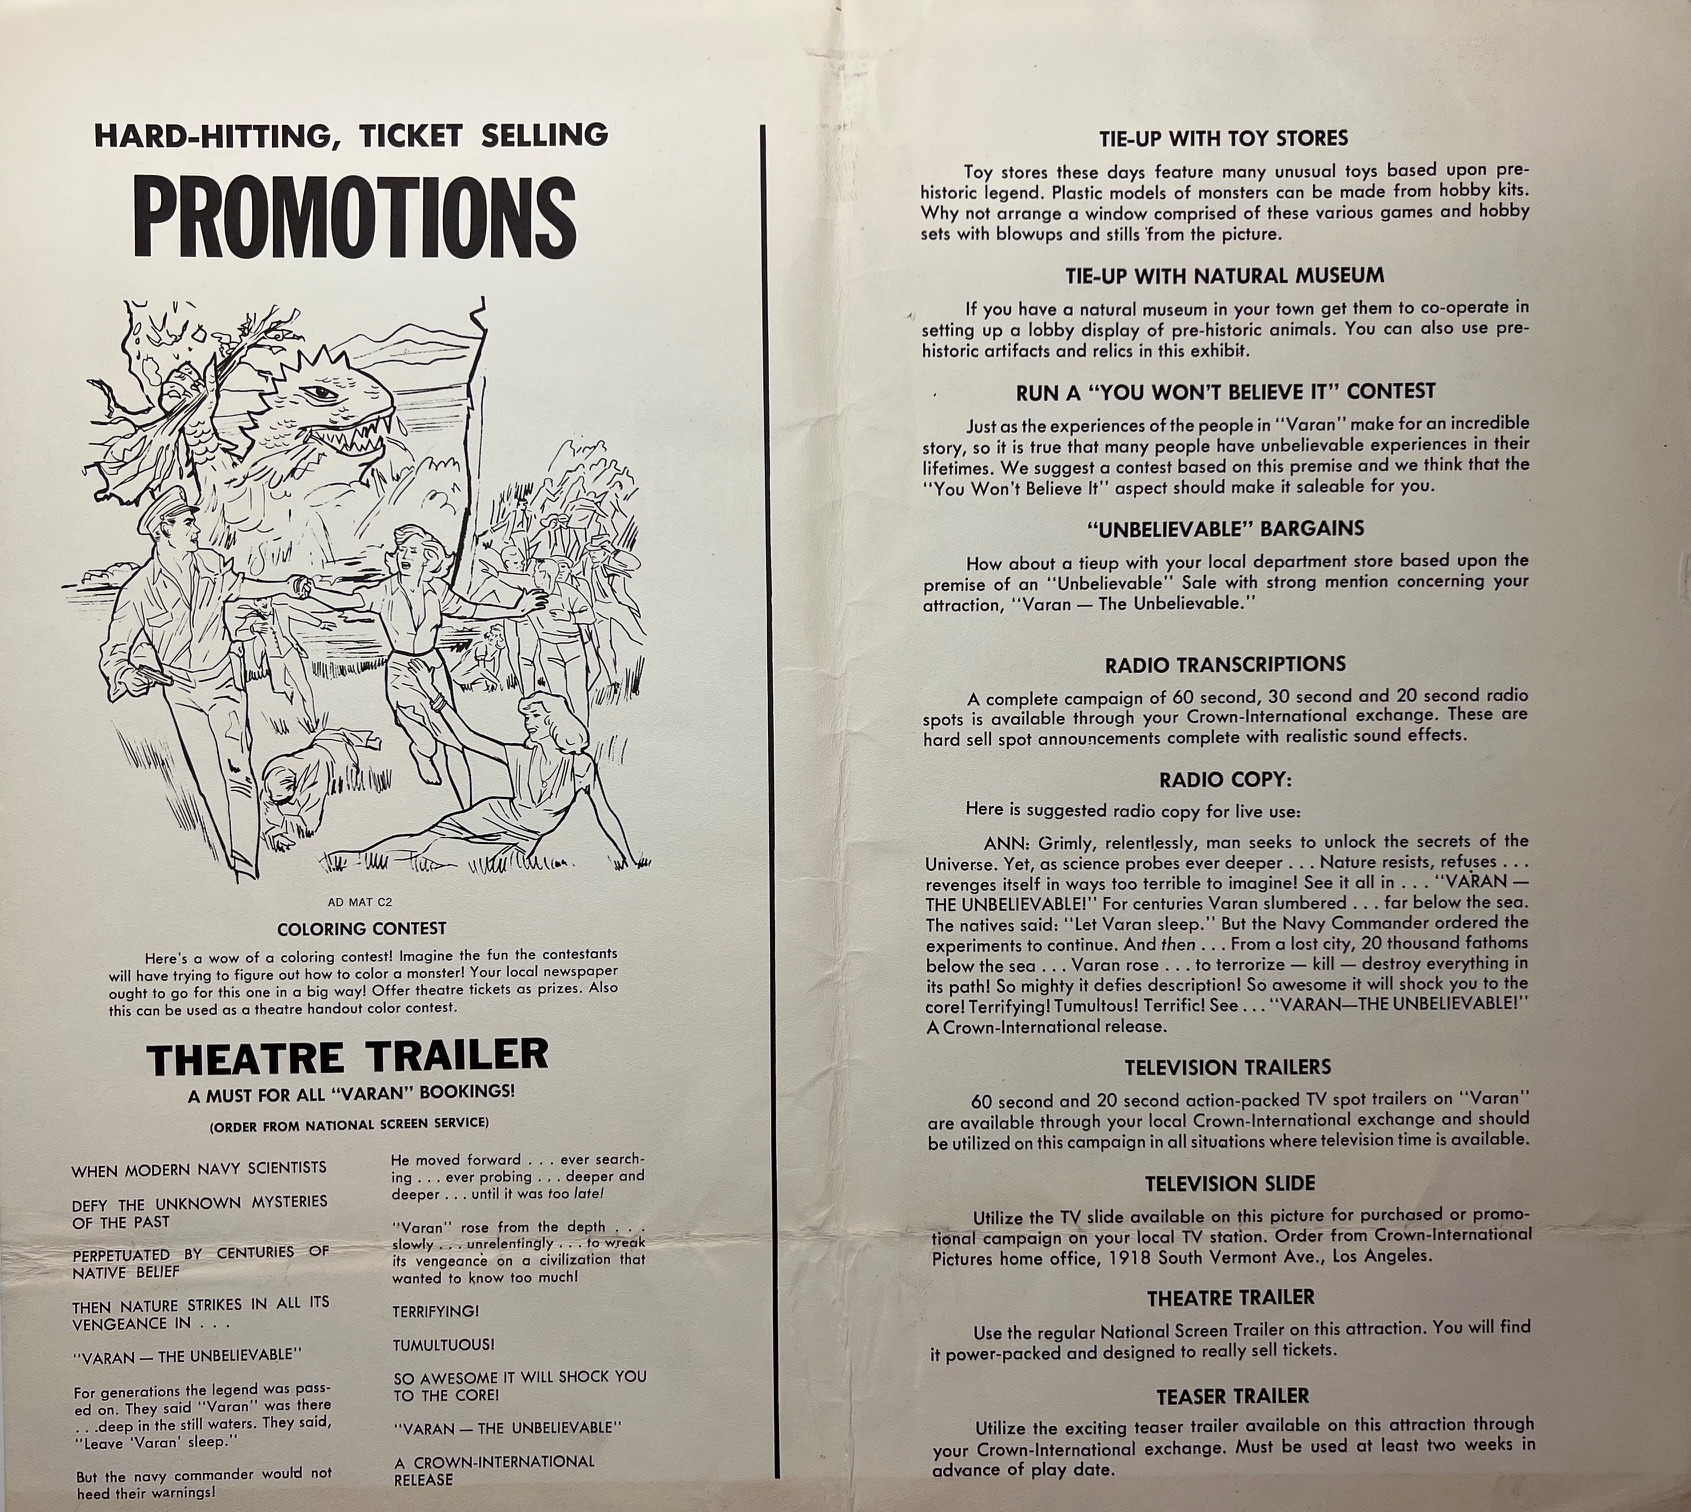 HARD-HITTING, TICKET SELLING
PROMOTIONS
AD MAT C2
COLORING CONTEST
Here's a wow of a coloring contest! Imagine the fun the contestants
will have trying to figure out how to color a monster! Your local newspaper
ought to go for this one in a big way! Offer theatre tickets as prizes. Also
this can be used as a theatre handout color contest.
THEATRE TRAILER
A MUST FOR ALL "VARAN" BOOKINGS!
(ORDER FROM NATIONAL SCREEN SERVICE)
WHEN MODERN NAVY SCIENTISTS
DEFY THE UNKNOWN MYSTERIES
OF THE PAST
PERPETUATED BY CENTURIES OF
NATIVE BELIEF
THEN NATURE STRIKES IN ALL ITS
VENGEANCE IN . . .
"VARAN — THE UNBELIEVABLE"
For generations the legend was pass-
ed on. They said "Varan" was there
. . .deep in the still waters. They said,
"Leave 'Varan' sleep."
But the navy commander would not
heed their warnings!
He moved forward . . . ever search-
ing . . . ever probing . . . deeper and
deeper . . . until it was too late!
"Varan" rose from the depth . . .
slowly . . . unrelentingly . . . to wreak
its vengeance on a civilization that
wanted to know too much!
TERRIFYING!
TUMULTUOUS!
SO AWESOME IT WILL SHOCK YOU
TO THE CORE!
"VARAN — THE UNBELIEVABLE"
A CROWN-INTERNATIONAL
RELEASE
TIE-UP WITH TOY STORES
Toy stores these days feature many unusual toys based upon pre-
historic legend. Plastic models of monsters can be made from hobby kits.
Why not arrange a window comprised of these various games and hobby
sets with blowups and stills from the picture.
TIE-UP WITH NATURAL MUSEUM
If you have a natural museum in your town get them to co-operate in
setting up a lobby display of pre-historic animals. You can also use pre-
historic artifacts and relics in this exhibit.
RUN A "YOU WON'T BELIEVE IT" CONTEST
Just as the experiences of the people in "Varan" make for an incredible
story, so it is true that many people have unbelievable experiences in their
lifetimes. We suggest a contest based on this premise and we think that the
"You Won't Believe It" aspect should make it saleable for you.
"UNBELIEVABLE" BARGAINS
How about a tieup with your local department store based upon the
premise of an "Unbelievable" Sale with strong mention concerning your
attraction, "Varan — The Unbelievable."
RADIO TRANSCRIPTIONS
A complete campaign of 60 second, 30 second and 20 second radio
spots is available through your Crown-International exchange. These are
hard sell spot announcements complete with realistic sound effects.
RADIO COPY:
Here is suggested radio copy for live use:
ANN: Grimly, relentlessly, man seeks to unlock the secrets of the
Universe. Yet, as science probes ever deeper . . . Nature resists, refuses . . .
revenges itself in ways too terrible to imagine! See it all in . . . "VARAN —
THE UNBELIEVABLE!" For centuries Varan slumbered . . . far below the sea.
The natives said: "Let Varan sleep." But the Navy Commander ordered the
experiments to continue. And then . . . From a lost city, 20 thousand fathoms
below the sea . . . Varan rose . . . to terrorize — kill — destroy everything in
its path! So mighty it defies description! So awesome it will shock you to the
core! Terrifying! Tumultous! Terrific! See . . . "VARAN—THE UNBELIEVABLE!"
A Crown-International release.
TELEVISION TRAILERS
60 second and 20 second action-packed TV spot trailers on "Varan"
are available through your local Crown-International exchange and should
be utilized on this campaign in all situations where television time is available.
TELEVISION SLIDE
Utilize the TV slide available on this picture for purchased or promo-
tional campaign on your local TV station. Order from Crown-International
Pictures home office, 1918 South Vermont Ave., Los Angeles.
THEATRE TRAILER
Use the regular National Screen Trailer on this attraction. You will find
it power-packed and designed to really sell tickets.
TEASER TRAILER
Utilize the exciting teaser trailer available on this attraction through
your Crown-International exchange. Must be used at least two weeks in
advance of play date.